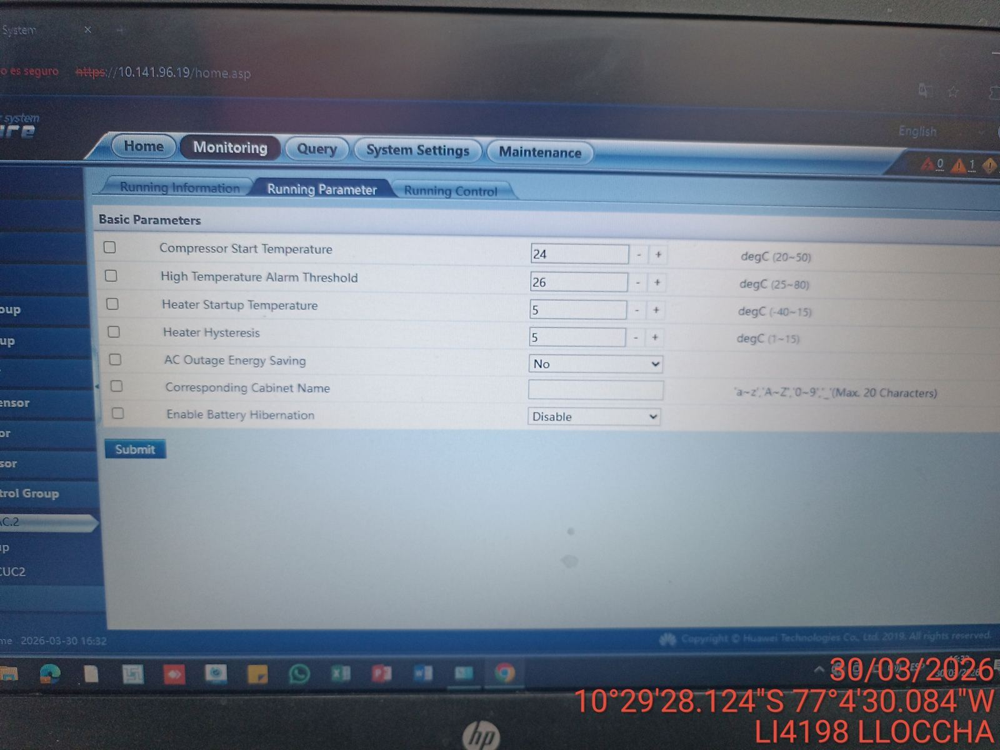 System ×
o es seguro https://10.141.96.19/home.asp
system
English
Home Monitoring Query System Settings Maintenance
0 1
Running Information Running Parameter Running Control
Basic Parameters
Compressor Start Temperature 24 - + degC (20~50)
High Temperature Alarm Threshold 26 - + degC (25~80)
Heater Startup Temperature 5 - + degC (-40~15)
Heater Hysteresis 5 - + degC (1~15)
AC Outage Energy Saving No
Corresponding Cabinet Name 'a~z','A~Z','0~9','_'(Max. 20 Characters)
Enable Battery Hibernation Disable
Submit
oup
up
ensor
or
sor
trol Group
AC.2
up
CUC2
me 2026-03-30 16:32
Copyright © Huawei Technologies Co., Ltd. 2019. All rights reserved.
30/03/2026
10°29'28.124"S 77°4'30.084"W
LI4198 LLOCCHA
hp